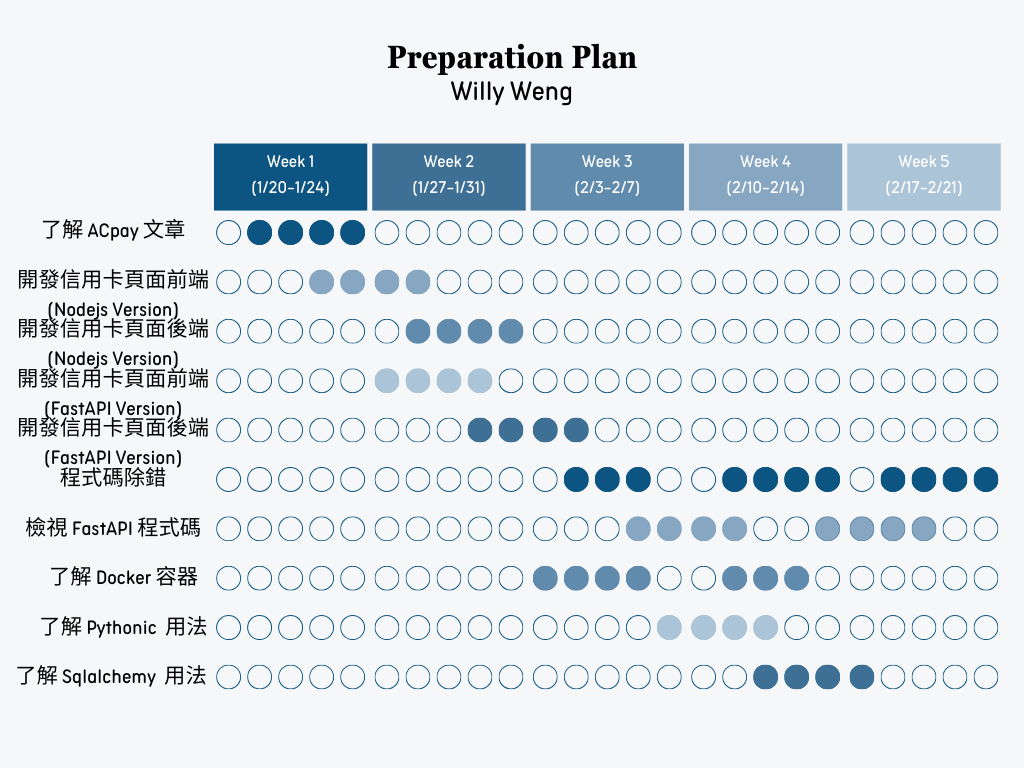 Preparation Plan
Willy Weng
Week 1
(1/20-1/24)
Week 2
(1/27-1/31)
Week 3
(2/3-2/7)
Week 4
(2/10-2/14)
Week 5
(2/17-2/21)
了解 ACpay 文章
開發信用卡頁面前端
(Nodejs Version)
開發信用卡頁面後端
(Nodejs Version)
開發信用卡頁面前端
(FastAPI Version)
開發信用卡頁面後端
(FastAPI Version)
程式碼除錯
檢視 FastAPI 程式碼
了解 Docker 容器
了解 Pythonic 用法
了解 Sqlalchemy 用法